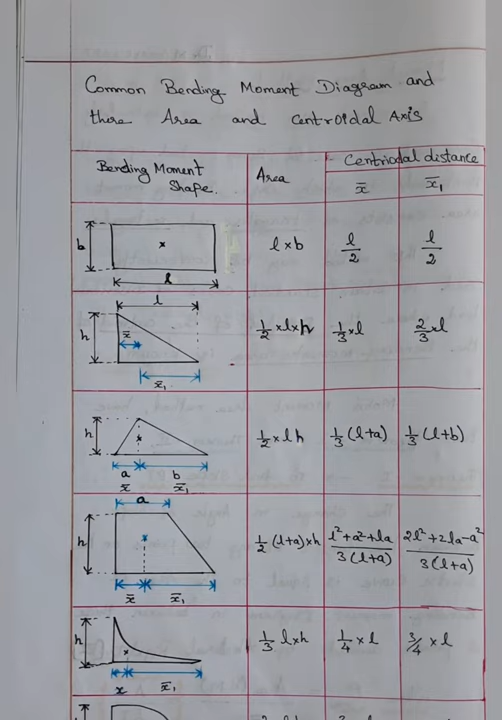 Common Bending Moment Diagram and
there Area and centroidal Axis
Bending Moment Shape. Area Centriodal distance
x̄ x̄₁
b l l×b l/2 l/2
l h x̄ x̄₁ 1/2 ×l×h 1/3 ×l 2/3 ×l
h a b x̄ x̄₁ 1/2 ×lh 1/3 (l+a) 1/3 (l+b)
a h x̄ x̄₁ 1/2 (l+a)×h l²+a²+la/3(l+a) 2l²+2la-a²/3(l+a)
h x x̄₁ 1/3 l×h 1/4 ×l 3/4 ×l